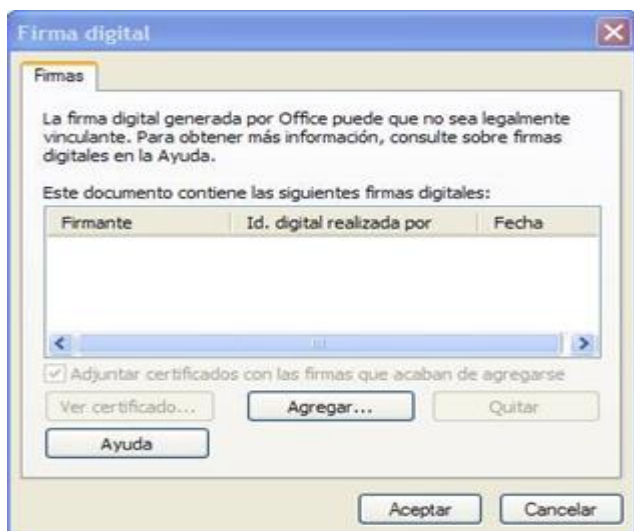 Firma digital
Firmas
La firma digital generada por Office puede que no sea legalmente
vinculante. Para obtener más información, consulte sobre firmas
digitales en la Ayuda.
Este documento contiene las siguientes firmas digitales:
Firmante Id. digital realizada por Fecha
Adjuntar certificados con las firmas que acaban de agregarse
Ver certificado... Agregar... Quitar
Ayuda
Aceptar Cancelar